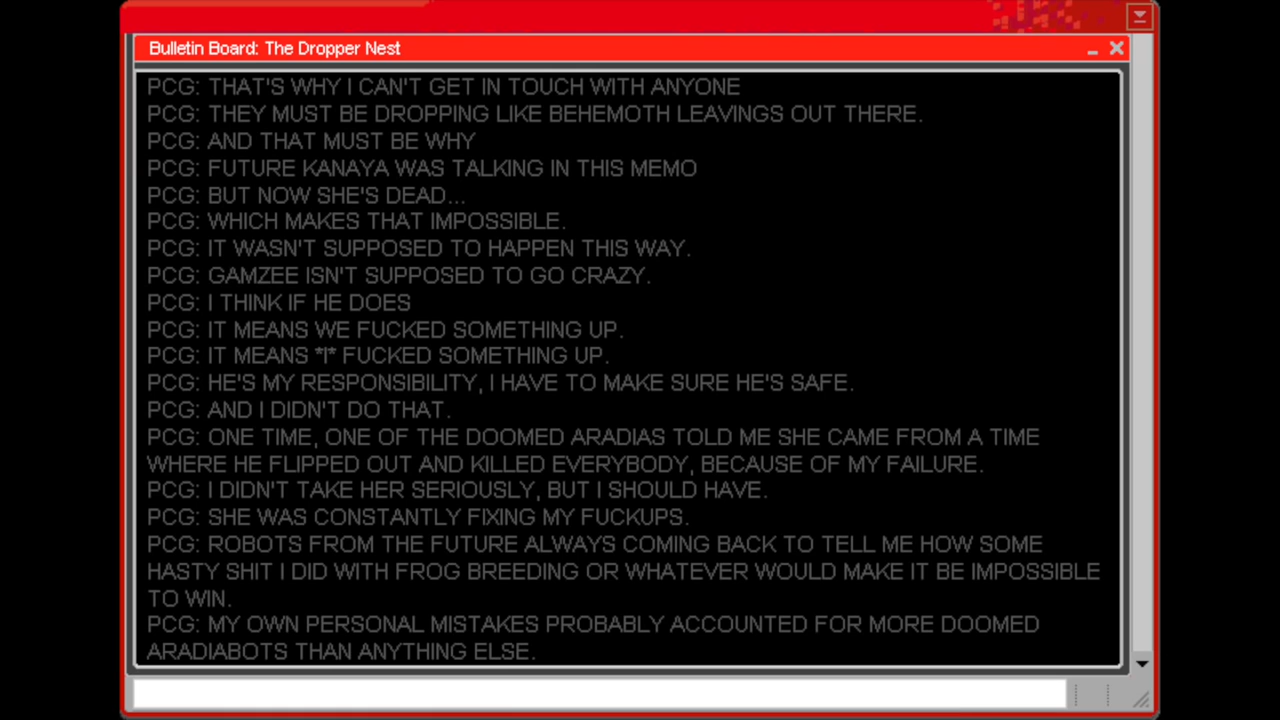 Bulletin Board: The Dropper Nest
PCG: THAT'S WHY I CAN'T GET IN TOUCH WITH ANYONE
PCG: THEY MUST BE DROPPING LIKE BEHEMOTH LEAVINGS OUT THERE.
PCG: AND THAT MUST BE WHY
PCG: FUTURE KANAYA WAS TALKING IN THIS MEMO
PCG: BUT NOW SHE'S DEAD...
PCG: WHICH MAKES THAT IMPOSSIBLE.
PCG: IT WASN'T SUPPOSED TO HAPPEN THIS WAY.
PCG: GAMZEE ISN'T SUPPOSED TO GO CRAZY.
PCG: I THINK IF HE DOES
PCG: IT MEANS WE FUCKED SOMETHING UP.
PCG: IT MEANS *I* FUCKED SOMETHING UP.
PCG: HE'S MY RESPONSIBILITY, I HAVE TO MAKE SURE HE'S SAFE.
PCG: AND I DIDN'T DO THAT.
PCG: ONE TIME, ONE OF THE DOOMED ARADIAS TOLD ME SHE CAME FROM A TIME
WHERE HE FLIPPED OUT AND KILLED EVERYBODY, BECAUSE OF MY FAILURE.
PCG: I DIDN'T TAKE HER SERIOUSLY, BUT I SHOULD HAVE.
PCG: SHE WAS CONSTANTLY FIXING MY FUCKUPS.
PCG: ROBOTS FROM THE FUTURE ALWAYS COMING BACK TO TELL ME HOW SOME
HASTY SHIT I DID WITH FROG BREEDING OR WHATEVER WOULD MAKE IT BE IMPOSSIBLE
TO WIN.
PCG: MY OWN PERSONAL MISTAKES PROBABLY ACCOUNTED FOR MORE DOOMED
ARADIABOTS THAN ANYTHING ELSE.